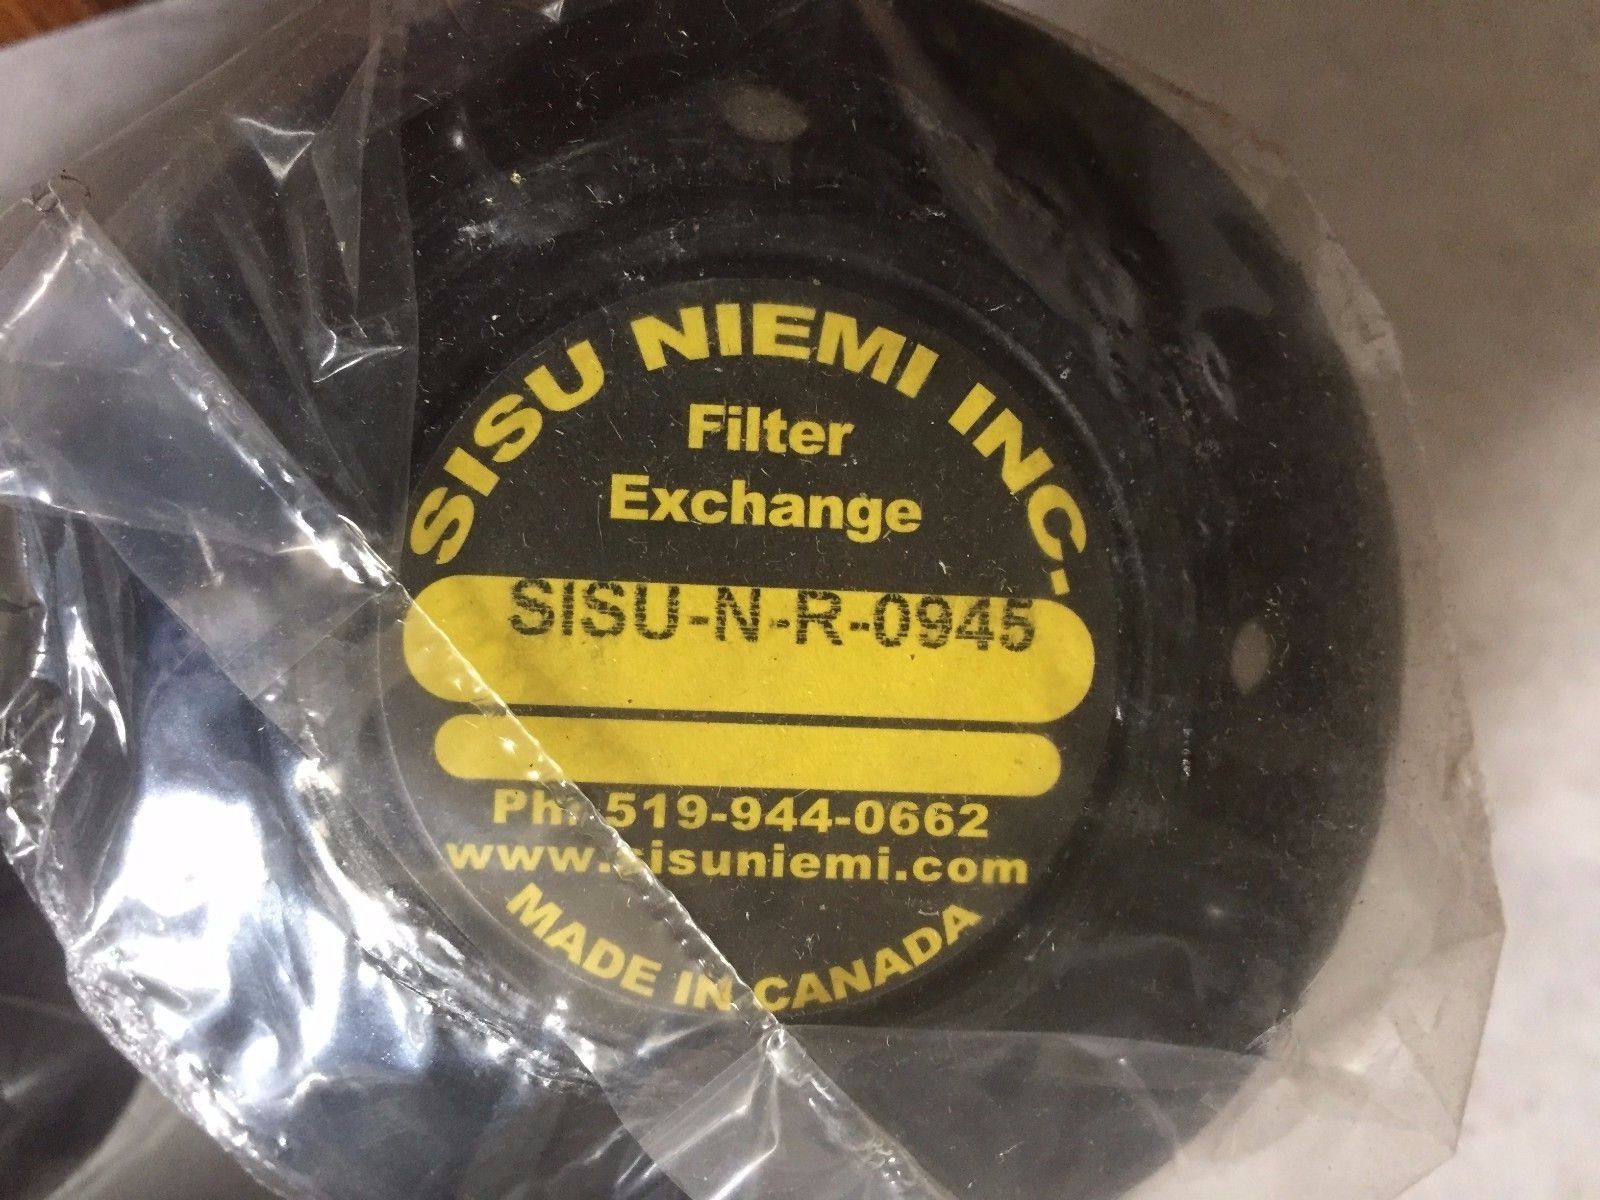 SISU NIEMI INC.
Filter
Exchange
SISU-N-R-0945
Ph: 519-944-0662
www.sisuniemi.com
MADE IN CANADA